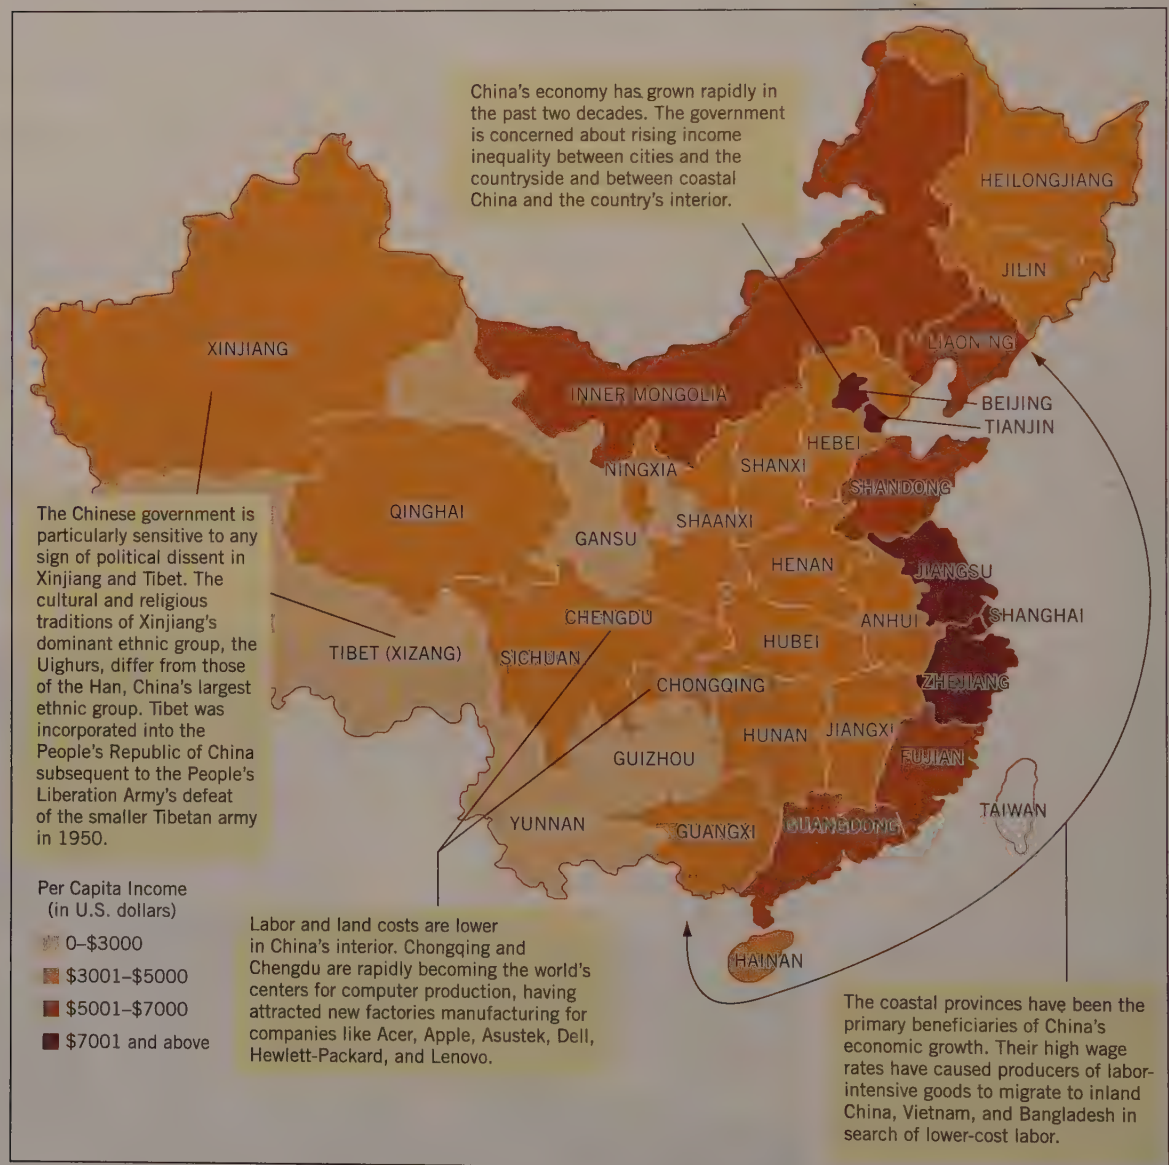 China's economy has grown rapidly in
the past two decades. The government
is concerned about rising income
inequality between cities and the
countryside and between coastal
China and the country's interior.
HEILONGJIANG
JILIN
XINJIANG
LIAONING
INNER MONGOLIA
BEIJING
TIANJIN
HEBEI
NINGXIA
SHANXI
SHANDONG
The Chinese government is
particularly sensitive to any
sign of political dissent in
Xinjiang and Tibet. The
cultural and religious
traditions of Xinjiang's
dominant ethnic group, the
Uighurs, differ from those
of the Han, China's largest
ethnic group. Tibet was
incorporated into the
People's Republic of China
subsequent to the People's
Liberation Army's defeat
of the smaller Tibetan army
in 1950.
QINGHAI
GANSU
SHAANXI
HENAN
JIANGSU
CHENGDU
ANHUI
SHANGHAI
TIBET (XIZANG)
SICHUAN
HUBEI
CHONGQING
ZHEJIANG
GUIZHOU
HUNAN
JIANGXI
FUJIAN
YUNNAN
GUANGXI
GUANGDONG
TAIWAN
HAINAN
Per Capita Income
(in U.S. dollars)
0–$3000
$3001–$5000
$5001–$7000
$7001 and above
Labor and land costs are lower
in China's interior. Chongqing and
Chengdu are rapidly becoming the world's
centers for computer production, having
attracted new factories manufacturing for
companies like Acer, Apple, Asustek, Dell,
Hewlett-Packard, and Lenovo.
The coastal provinces have been the
primary beneficiaries of China's
economic growth. Their high wage
rates have caused producers of labor-
intensive goods to migrate to inland
China, Vietnam, and Bangladesh in
search of lower-cost labor.